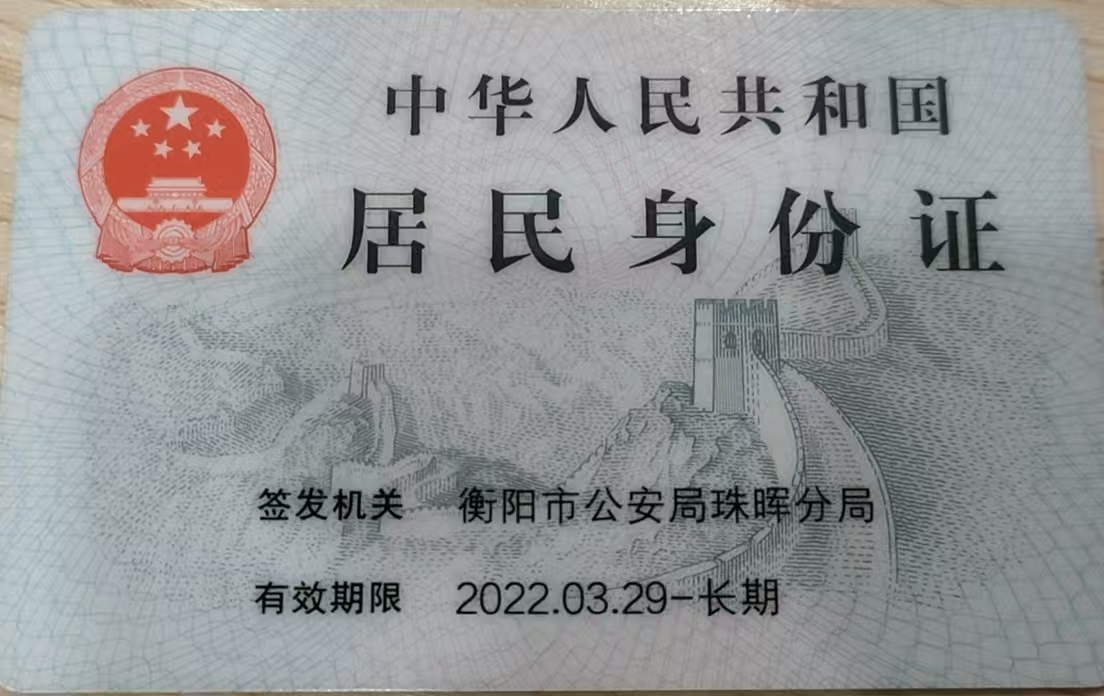 中华人民共和国
居民身份证
签发机关 衡阳市公安局珠晖分局
有效期限 2022.03.29-长期